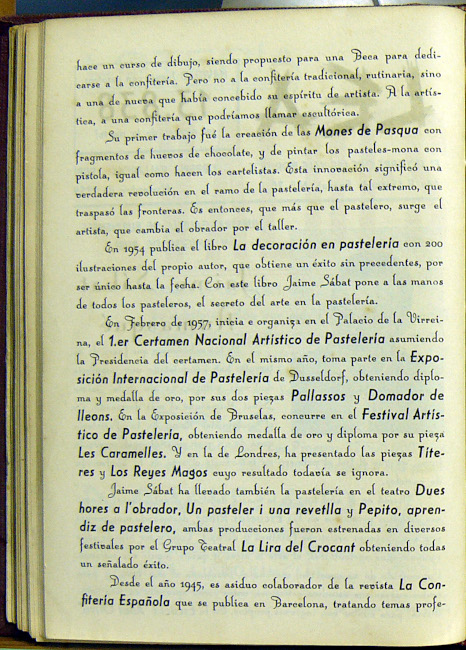 hace un curso de dibujo, siendo propuesto para una Beca para dedi-
carse a la confitería. Pero no a la confitería tradicional, rutinaria, sino
a una de nueva que había concebido su espíritu de artista. A la artís-
tica, a una confitería que podríamos llamar escultórica.
Su primer trabajo fué la creación de las Mones de Pasqua con
fragmentos de huevos de chocolate, y de pintar los pasteles-mona con
pistola, igual como hacen los cartelistas. Esta innovación significó una
verdadera revolución en el ramo de la pastelería, hasta tal extremo, que
traspasó las fronteras. Es entonces, que más que el pastelero, surge el
artista, que cambia el obrador por el taller.
En 1954 publica el libro La decoración en pastelería con 200
ilustraciones del propio autor, que obtiene un éxito sin precedentes, por
ser único hasta la fecha. Con este libro Jaime Sábat pone a las manos
de todos los pasteleros, el secreto del arte en la pastelería.
En Febrero de 1957, inicia e organiza en el Palacio de la Virrei-
na, el 1.er Certamen Nacional Artístico de Pastelería asumiendo
la Presidencia del certamen. En el mismo año, toma parte en la Expo-
sición Internacional de Pastelería de Dusseldorf, obteniendo diplo-
ma y medalla de oro, por sus dos piezas Pallassos y Domador de
lleons. En la Exposición de Bruselas, concurre en el Festival Artís-
tico de Pastelería, obteniendo medalla de oro y diploma por su pieza
Les Caramelles. Y en la de Londres, ha presentado las piezas Títe-
res y Los Reyes Magos cuyo resultado todavía se ignora.
Jaime Sábat ha llevado también la pastelería en el teatro Dues
hores a l'obrador, Un pasteler i una revetlla y Pepito, apren-
diz de pastelero, ambas producciones fueron estrenadas en diversos
festivales por el Grupo Teatral La Lira del Crocant obteniendo todas
un señalado éxito.
Desde el año 1945, es asiduo colaborador de la revista La Con-
fitería Española que se publica en Barcelona, tratando temas profe-